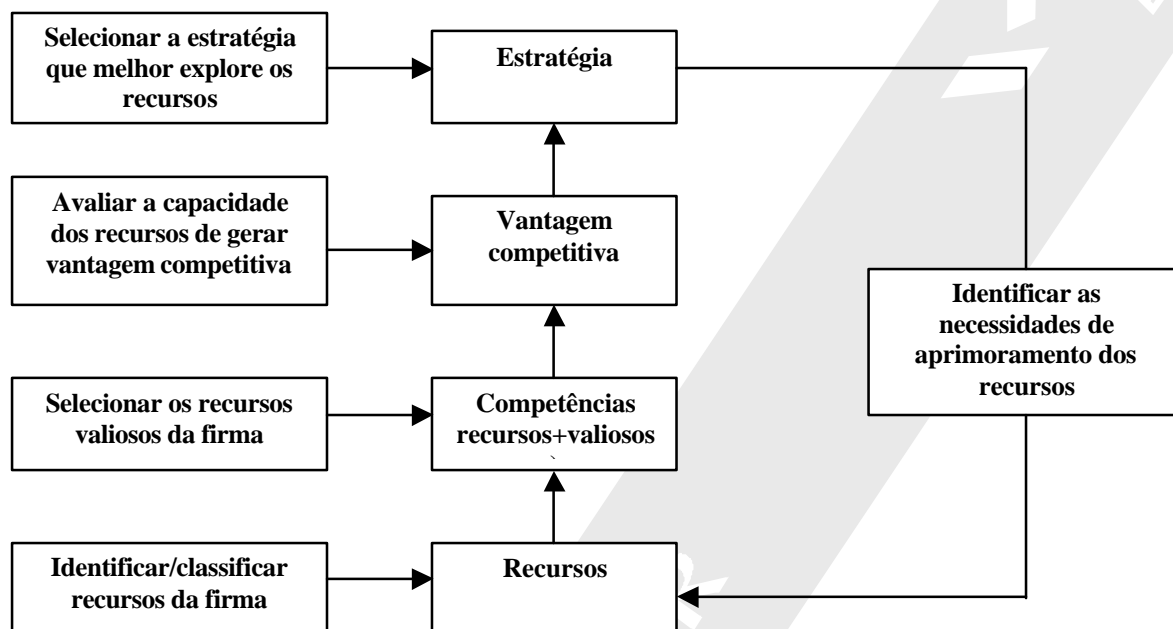 Selecionar a estratégia
que melhor explore os
recursos
Estratégia
Avaliar a capacidade
dos recursos de gerar
vantagem competitiva
Vantagem
competitiva
Identificar as
necessidades de
aprimoramento dos
recursos
Selecionar os recursos
valiosos da firma
Competências
recursos+valiosos
Identificar/classificar
recursos da firma
Recursos